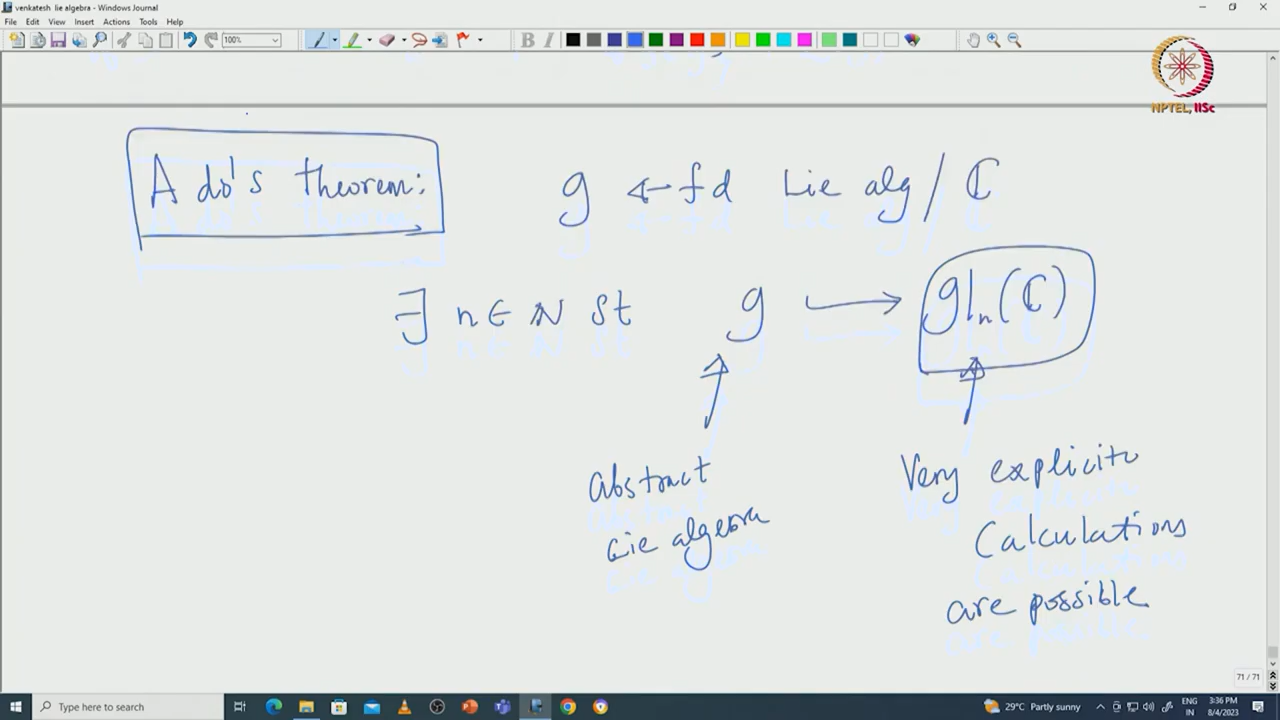 venkatesh lie algebra - Windows Journal
File Edit View Insert Actions Tools Help
100%
NPTEL, IISc
Ado's theorem: g ← fd Lie alg / ℂ
∃ n ∈ ℕ st g → gl_n(ℂ)
Abstract
Lie algebra
Very explicit
Calculations
are possible
71 / 71
Type here to search
29°C Partly sunny
ENG
IN
3:36 PM
8/4/2023